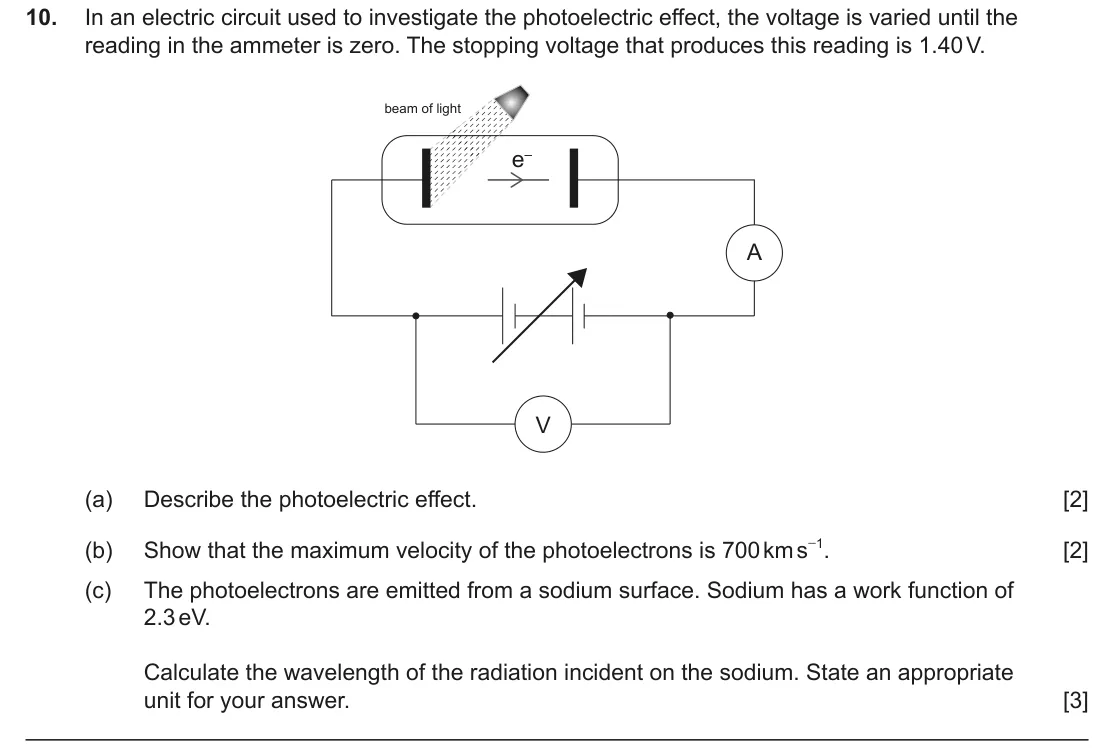 10. In an electric circuit used to investigate the photoelectric effect, the voltage is varied until the
reading in the ammeter is zero. The stopping voltage that produces this reading is 1.40 V.
beam of light
e⁻
A
V
(a) Describe the photoelectric effect. [2]
(b) Show that the maximum velocity of the photoelectrons is 700 km s⁻¹. [2]
(c) The photoelectrons are emitted from a sodium surface. Sodium has a work function of
2.3 eV.
Calculate the wavelength of the radiation incident on the sodium. State an appropriate
unit for your answer. [3]